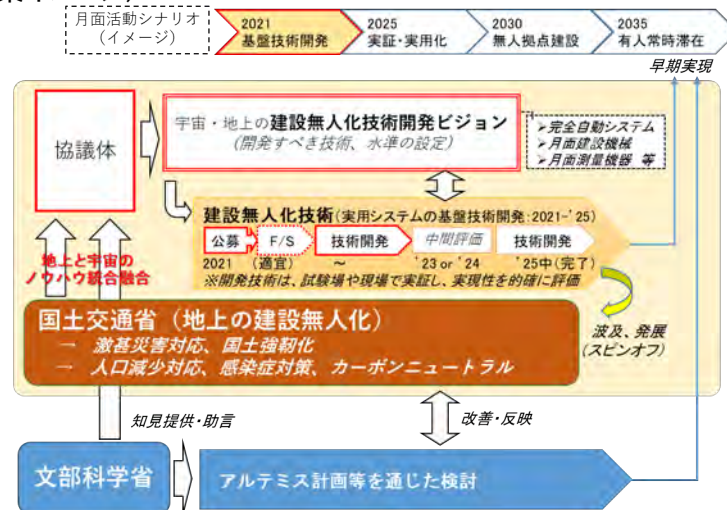 月面活動シナリオ
(イメージ)
2021
基盤技術開発
2025
実証・実用化
2030
無人拠点建設
2035
有人常時滞在
早期実現
協議体
宇宙・地上の建設無人化技術開発ビジョン
(開発すべき技術、水準の設定)
➢完全自動システム
➢月面建設機械
➢月面測量機器 等
建設無人化技術(実用システムの基盤技術開発:2021-'25)
公募
F/S
技術開発
中間評価
技術開発
2021 (適宜) ~ '23 or '24 '25中(完了)
※開発技術は、試験場や現場で実証し、実現性を的確に評価
地上と宇宙の
ノウハウ統合融合
国土交通省(地上の建設無人化)
→ 激甚災害対応、国土強靭化
→ 人口減少対応、感染症対策、カーボンニュートラル
波及、発展
(スピンオフ)
知見提供・助言
改善・反映
文部科学省
アルテミス計画等を通じた検討